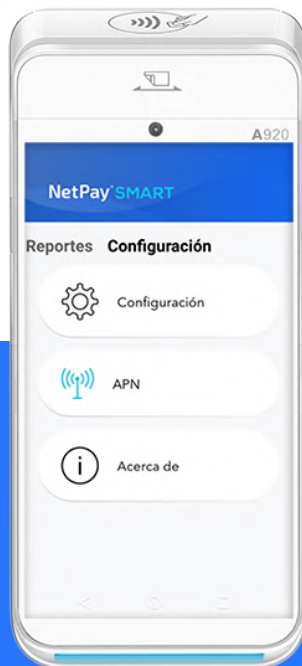 A920
NetPay SMART
Reportes Configuración
Configuración
APN
Acerca de